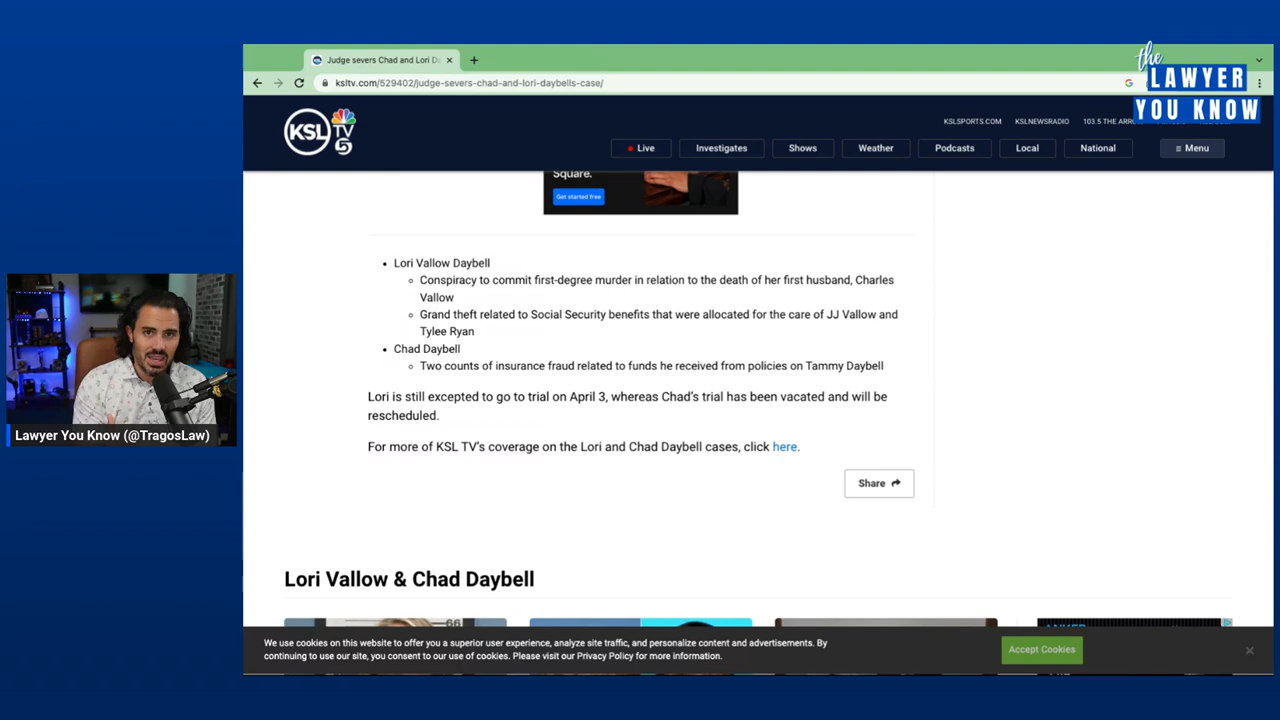 the
LAWYER
YOU KNOW
Judge severs Chad and Lori Da
ksltv.com/529402/judge-severs-chad-and-lori-daybells-case/
KSL TV 5
KSLSPORTS.COM KSLNEWSRADIO 103.5 THE ARROW
Live Investigates Shows Weather Podcasts Local National Menu
Square.
Get started free
• Lori Vallow Daybell
Conspiracy to commit first-degree murder in relation to the death of her first husband, Charles
Vallow
Grand theft related to Social Security benefits that were allocated for the care of JJ Vallow and
Tylee Ryan
• Chad Daybell
Two counts of insurance fraud related to funds he received from policies on Tammy Daybell
Lori is still excepted to go to trial on April 3, whereas Chad's trial has been vacated and will be
rescheduled.
For more of KSL TV's coverage on the Lori and Chad Daybell cases, click here.
Share
Lawyer You Know (@TragosLaw)
Lori Vallow & Chad Daybell
66
We use cookies on this website to offer you a superior user experience, analyze site traffic, and personalize content and advertisements. By
continuing to use our site, you consent to our use of cookies. Please visit our Privacy Policy for more information.
Accept Cookies